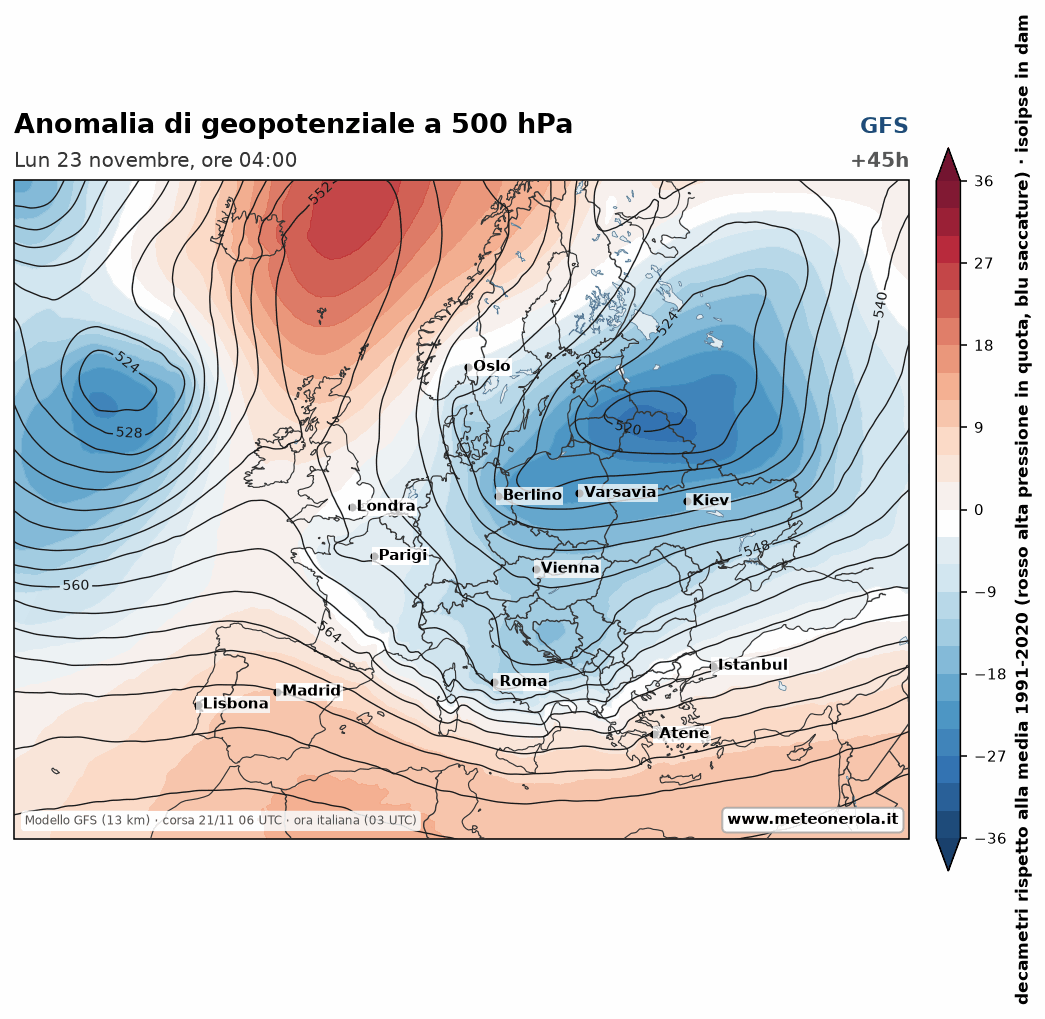 Anomalia di geopotenziale a 500 hPa
GFS
Lun 23 novembre, ore 04:00
+45h
552
524
528
560
564
Oslo
528
524
520
540
548
Berlino
Varsavia
Kiev
Londra
Parigi
Vienna
Roma
Istanbul
Madrid
Lisbona
Atene
Modello GFS (13 km) · corsa 21/11 06 UTC · ora italiana (03 UTC)
www.meteonerola.it
36
27
18
9
0
−9
−18
−27
−36
decametri rispetto alla media 1991-2020 (rosso alta pressione in quota, blu saccature) · isoipse in dam